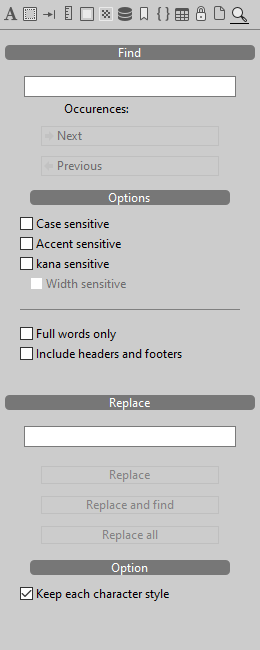 A
Find
Occurences:
Next
Previous
Options
Case sensitive
Accent sensitive
kana sensitive
Width sensitive
Full words only
Include headers and footers
Replace
Replace
Replace and find
Replace all
Option
Keep each character style